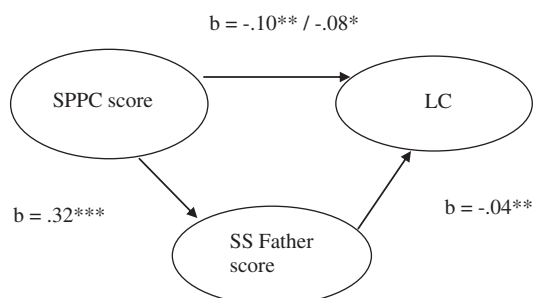 b = -.10** / -.08*
SPPC score
LC
b = .32***
b = -.04**
SS Father
score